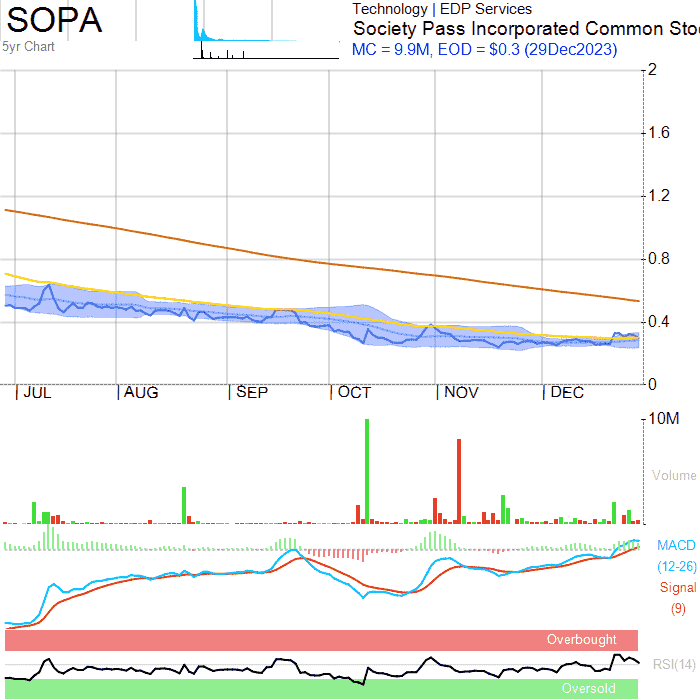 SOPA
5yr Chart
Technology | EDP Services
Society Pass Incorporated Common Sto
MC = 9.9M, EOD = $0.3 (29Dec2023)
2
1.6
1.2
0.8
0.4
0
JUL AUG SEP OCT NOV DEC
10M
Volume
MACD
(12-26)
Signal
(9)
Overbought
RSI(14)
Oversold